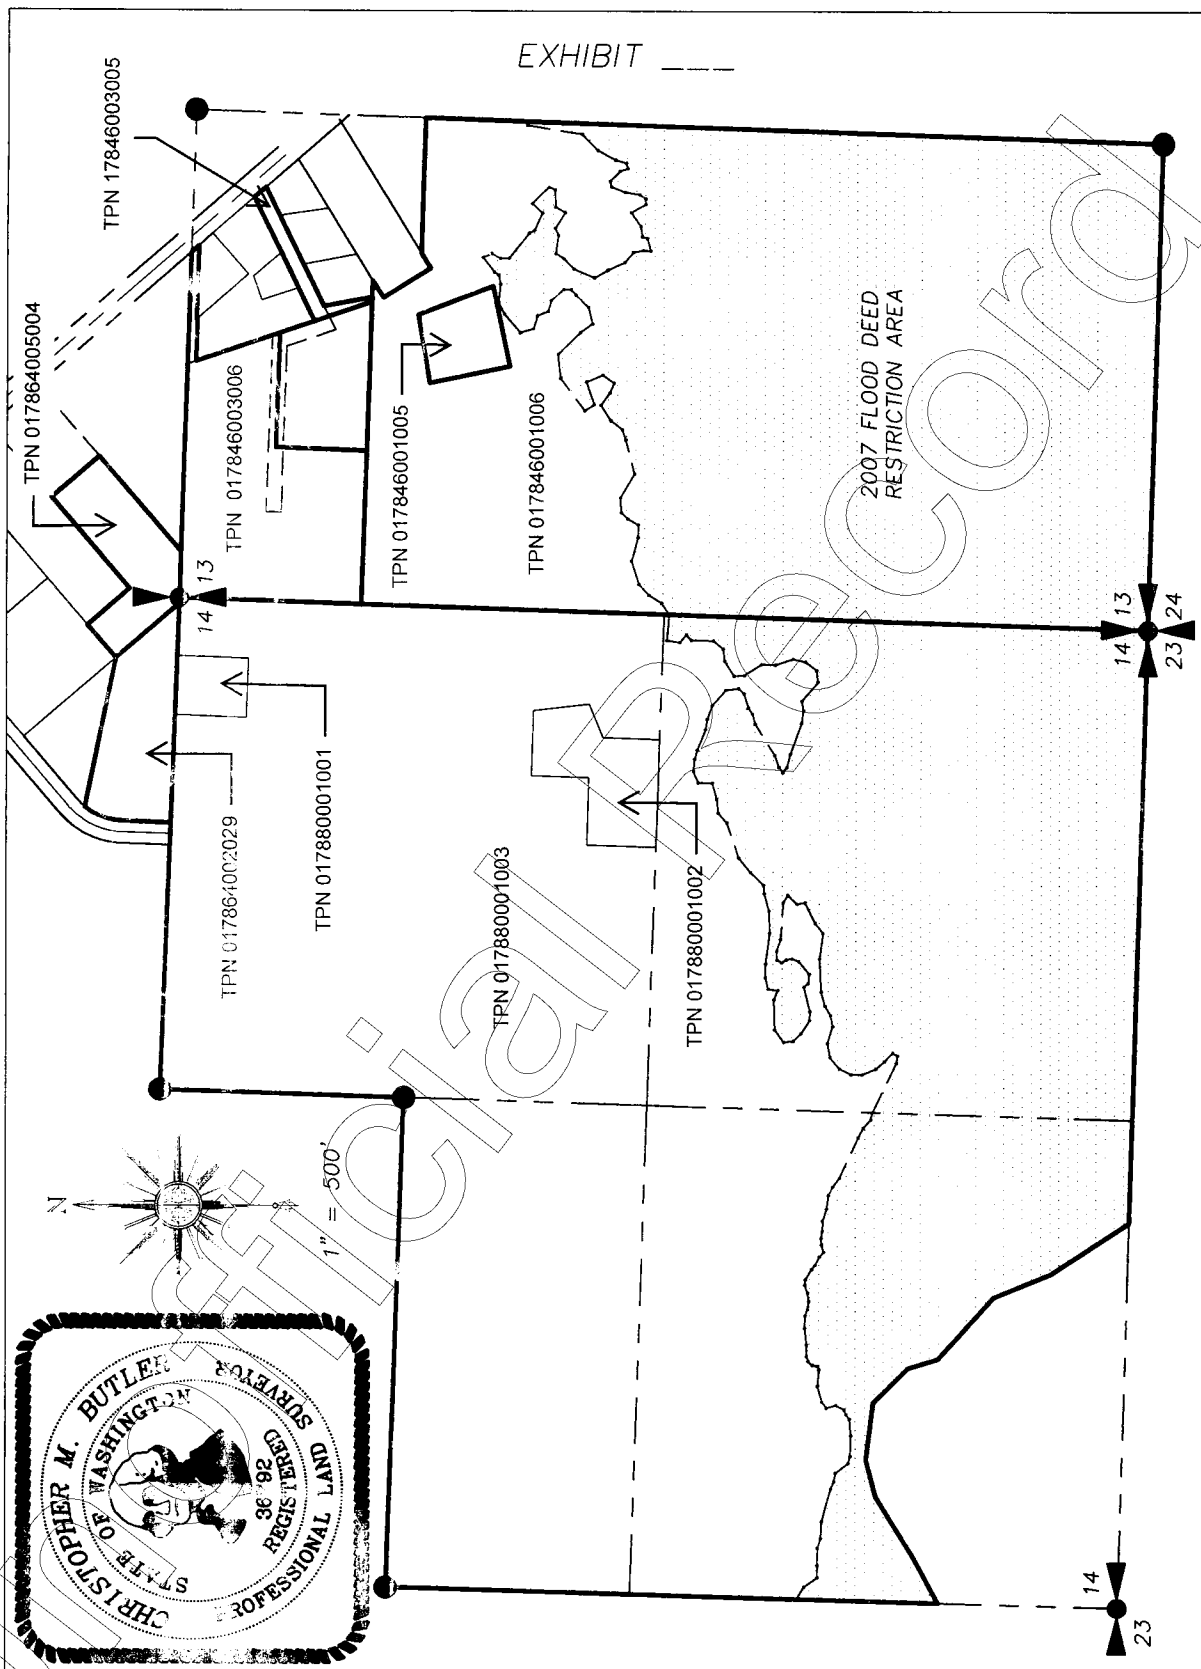 EXHIBIT ___
TPN 17846003005
TPN 017864005004
TPN 017846003006
TPN 017846001005
TPN 017846001006
2007 FLOOD DEED
RESTRICTION AREA
14
13
14
13
23
24
TPN 017864002029
TPN 017880001001
TPN 017880001003
TPN 017880001002
N
1" = 500'
CHRISTOPHER M. BUTLER
STATE OF WASHINGTON
REGISTERED
PROFESSIONAL LAND SURVEYOR
14
23